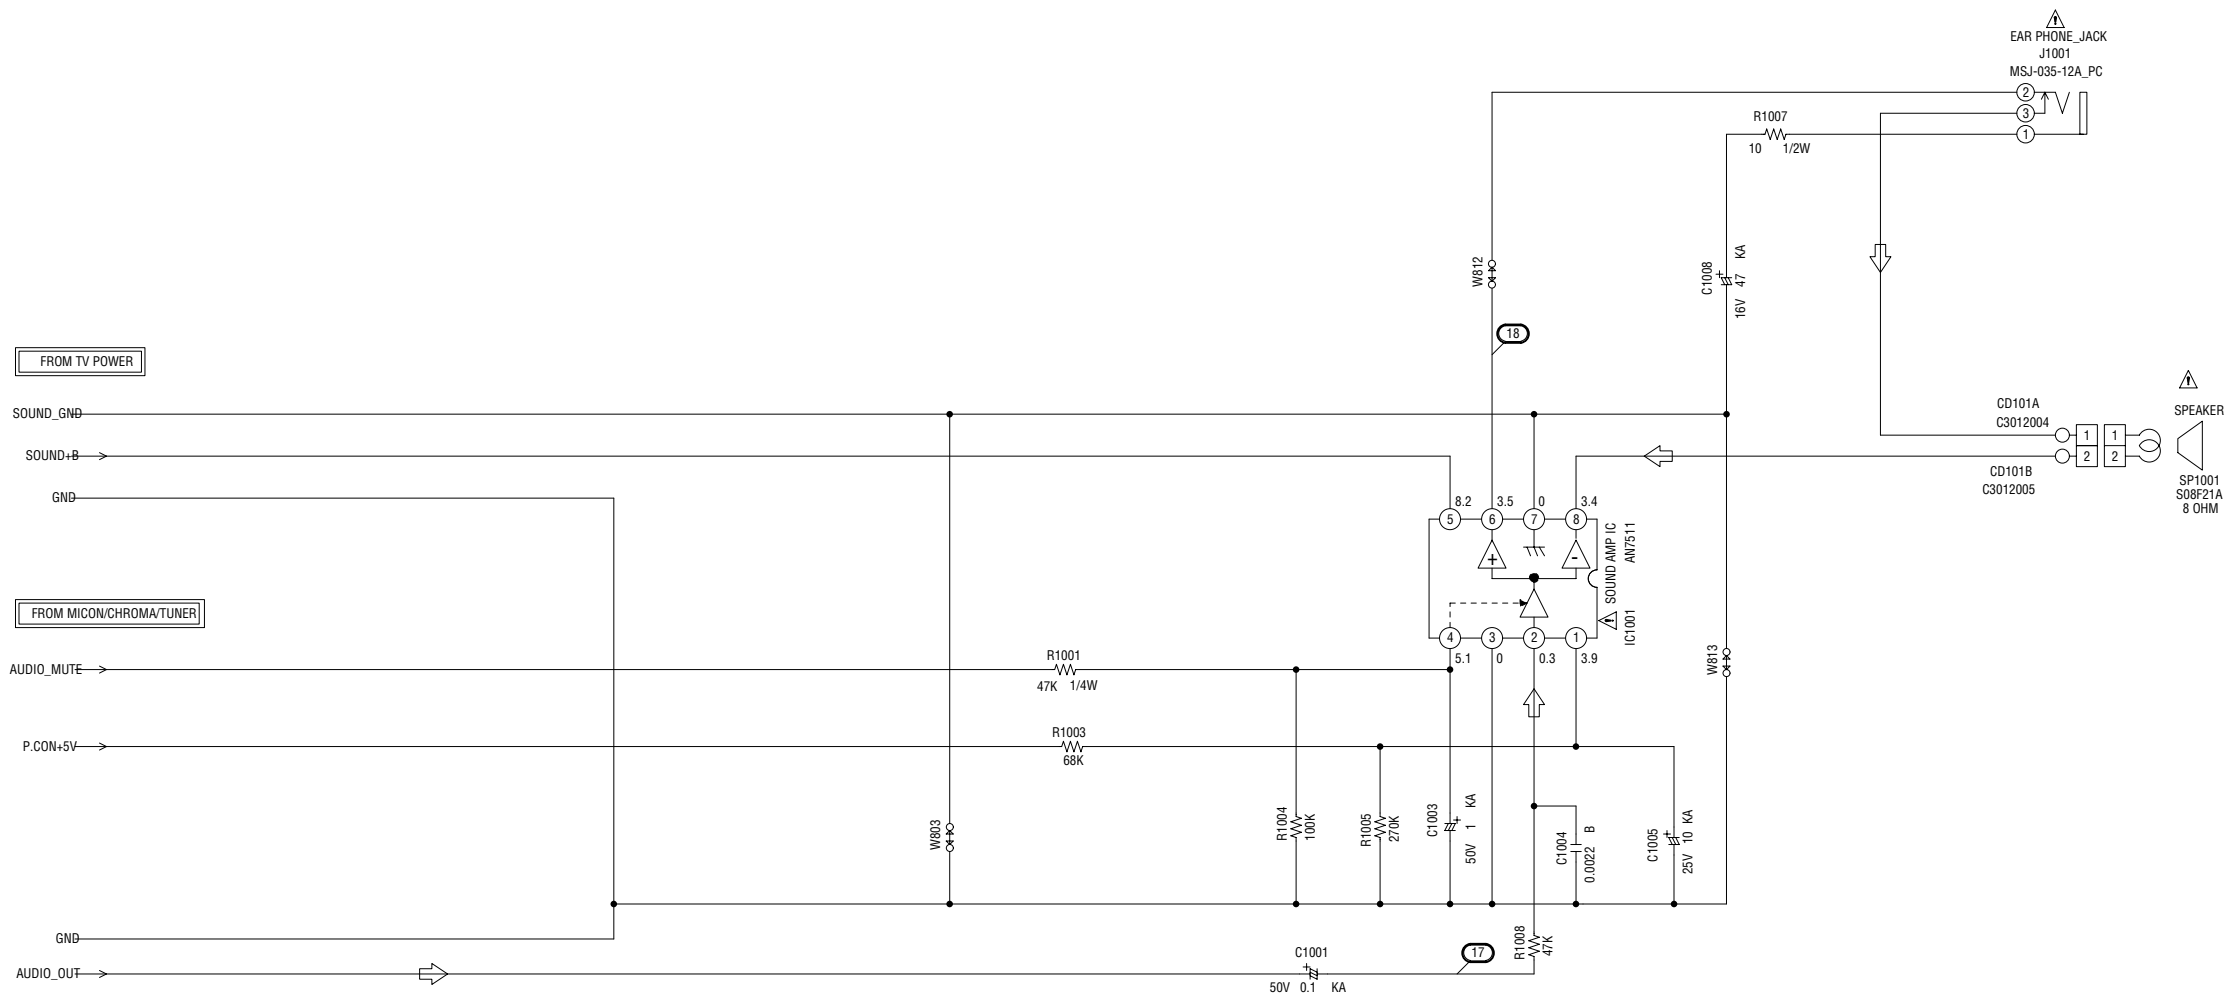 EAR PHONE_JACK
J1001
MSJ-035-12A_PC
2
3
1
R1007
10 1/2W
W812
C1008
+
16V 47 KA
18
FROM TV POWER
SOUND_GND
SOUND+B
GND
CD101A
C3012004
1 1
2 2
CD101B
C3012005
SPEAKER
SP1001
S08F21A
8 OHM
8.2 3.5 0 3.4
5 6 7 8
+ -
SOUND AMP IC
AN7511
IC1001
4 3 2 1
5.1 0 0.3 3.9
FROM MICON/CHROMA/TUNER
AUDIO_MUTE
R1001
47K 1/4W
W813
P.CON+5V
R1003
68K
W803
R1004
100K
R1005
270K
C1003
+
50V 1 KA
C1004
0.0022 B
C1005
+
25V 10 KA
GND
R1008
47K
AUDIO_OUT
C1001
+
50V 0.1 KA
17